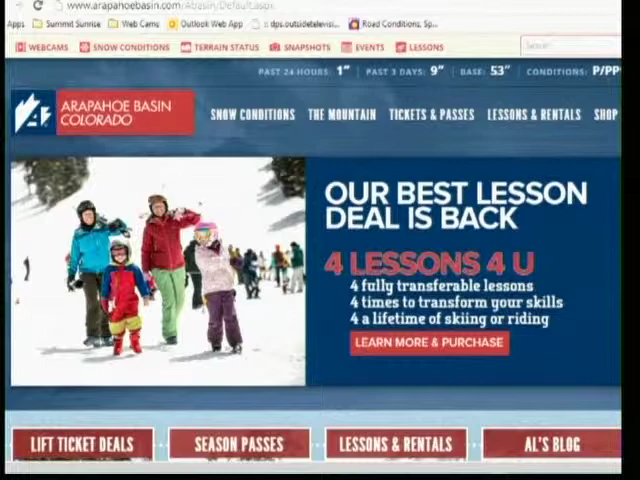 www.arapahoebasin.com/Abasin/Default.aspx
Apps Summit Sunrise Web Cams Outlook Web App dps.outsidetelevisi... Road Conditions, Sp...
WEBCAMS SNOW CONDITIONS TERRAIN STATUS SNAPSHOTS EVENTS LESSONS
PAST 24 HOURS: 1" PAST 3 DAYS: 9" BASE: 53" CONDITIONS: P/PP
ARAPAHOE BASIN
COLORADO
SNOW CONDITIONS THE MOUNTAIN TICKETS & PASSES LESSONS & RENTALS SHOP
OUR BEST LESSON
DEAL IS BACK
4 LESSONS 4 U
4 fully transferable lessons
4 times to transform your skills
4 a lifetime of skiing or riding
LEARN MORE & PURCHASE
LIFT TICKET DEALS SEASON PASSES LESSONS & RENTALS AL'S BLOG